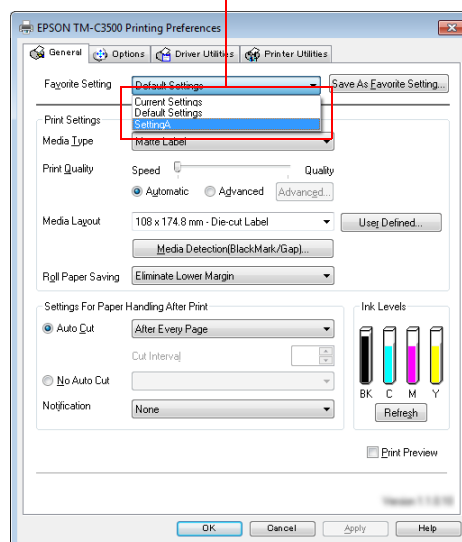 EPSON TM-C3500 Printing Preferences
General Options Driver Utilities Printer Utilities
Favorite Setting Default Settings Save As Favorite Setting...
Current Settings
Default Settings
SettingA
Print Settings
Media Type Matte Label
Print Quality Speed Quality
Automatic Advanced Advanced...
Media Layout 108 x 174.8 mm - Die-cut Label User Defined...
Media Detection(BlackMark/Gap)...
Roll Paper Saving Eliminate Lower Margin
Settings For Paper Handling After Print Ink Levels
Auto Cut After Every Page
Cut Interval
No Auto Cut
BK C M Y
Notification None Refresh
Print Preview
OK Cancel Apply Help